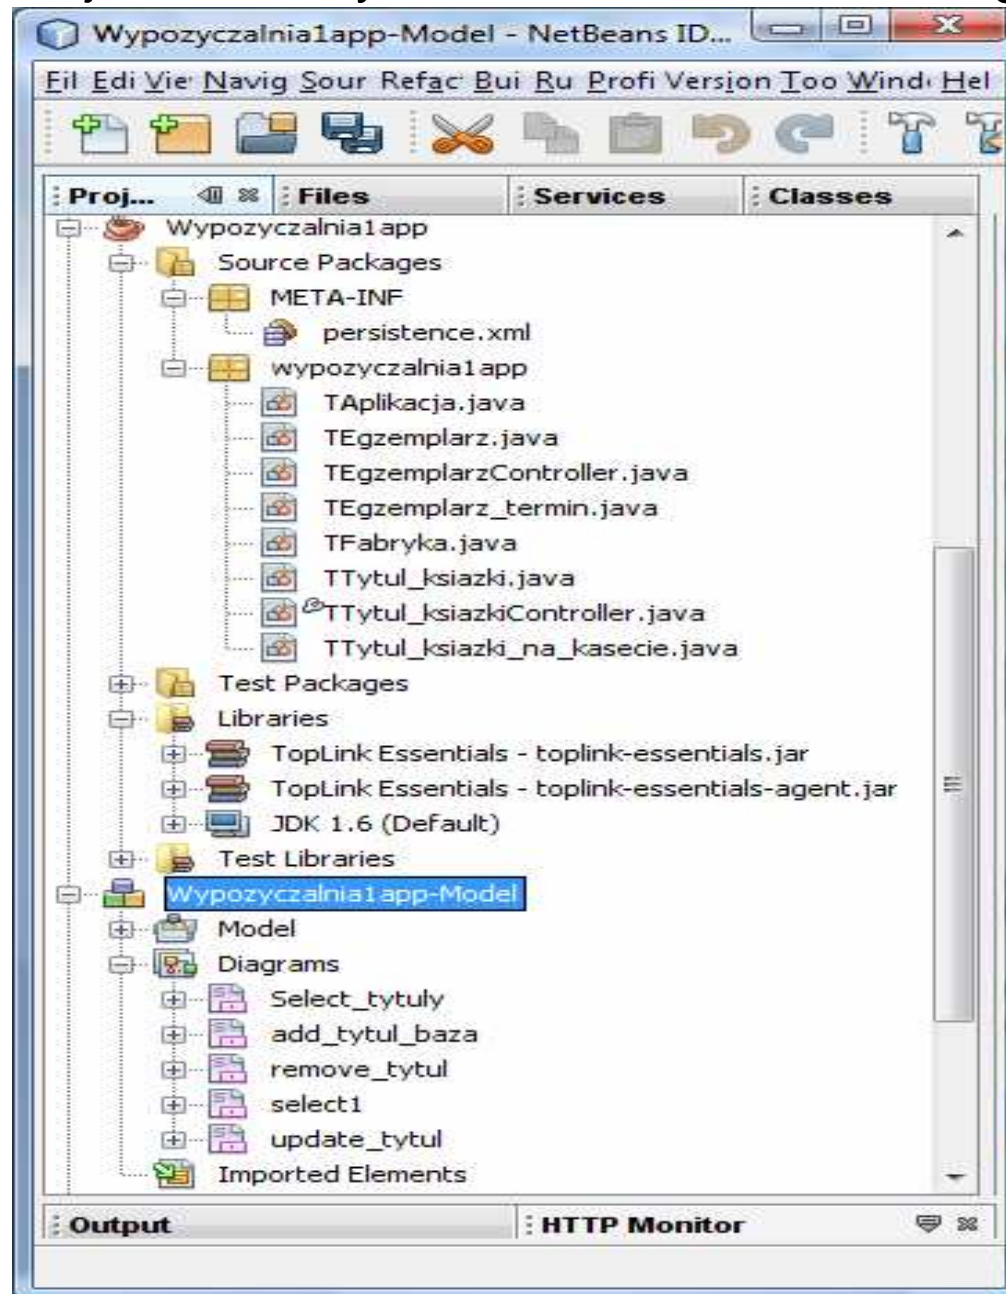 Wypozyczalnia1app-Model - NetBeans ID...
Fil Edi Vie Navig Sour Refac Bui Ru Profi Version Too Wind Hel
Proj... Files Services Classes
Wypozyczalnia1app
Source Packages
META-INF
persistence.xml
wypozyczalnia1app
TAplikacja.java
TEgzemplarz.java
TEgzemplarzController.java
TEgzemplarz_termin.java
TFabryka.java
TTytul_ksiazki.java
TTytul_ksiazkiController.java
TTytul_ksiazki_na_kasecie.java
Test Packages
Libraries
TopLink Essentials - toplink-essentials.jar
TopLink Essentials - toplink-essentials-agent.jar
JDK 1.6 (Default)
Test Libraries
Wypozyczalnia1app-Model
Model
Diagrams
Select_tytuly
add_tytul_baza
remove_tytul
select1
update_tytul
Imported Elements
Output HTTP Monitor